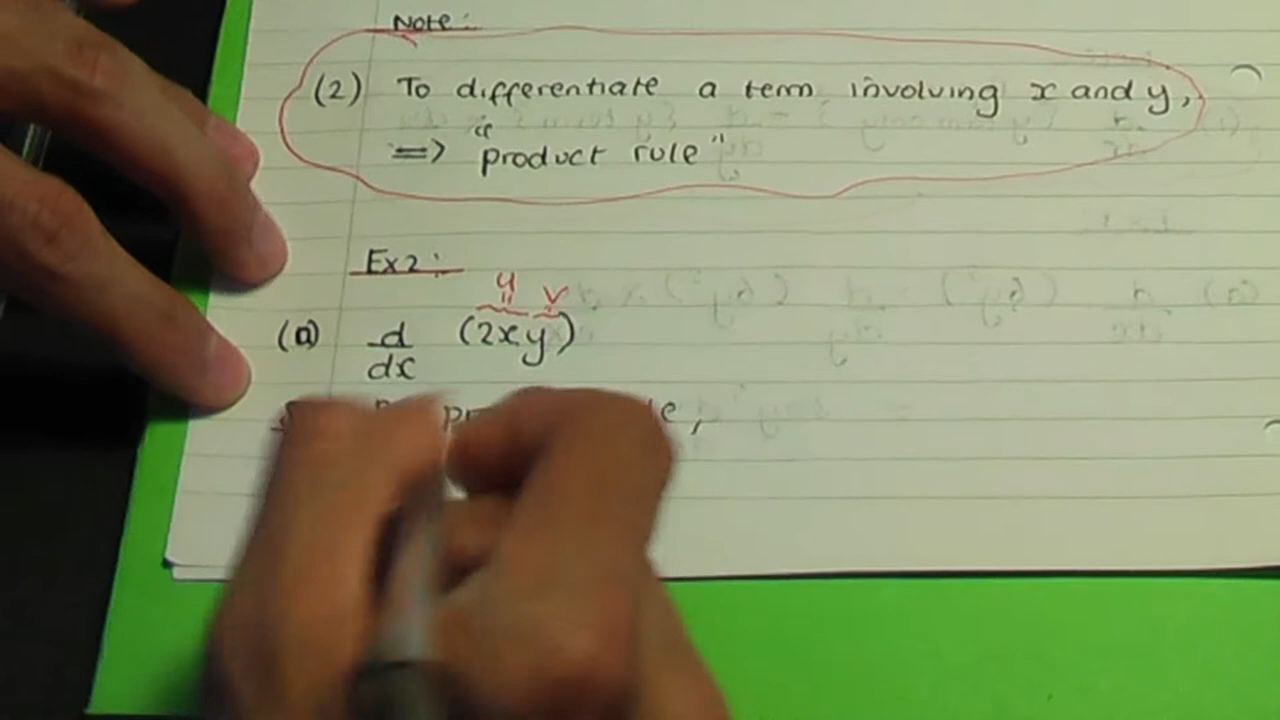 Note:
(2) To differentiate a term involving x and y,
=> "product rule"
Ex2:
u v
(a) d/dx (2xy)